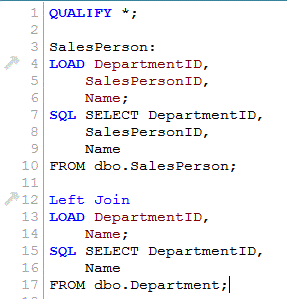 1 QUALIFY *;
2
3 SalesPerson:
4 LOAD DepartmentID,
5 SalesPersonID,
6 Name;
7 SQL SELECT DepartmentID,
8 SalesPersonID,
9 Name
10 FROM dbo.SalesPerson;
11
12 Left Join
13 LOAD DepartmentID,
14 Name;
15 SQL SELECT DepartmentID,
16 Name
17 FROM dbo.Department;